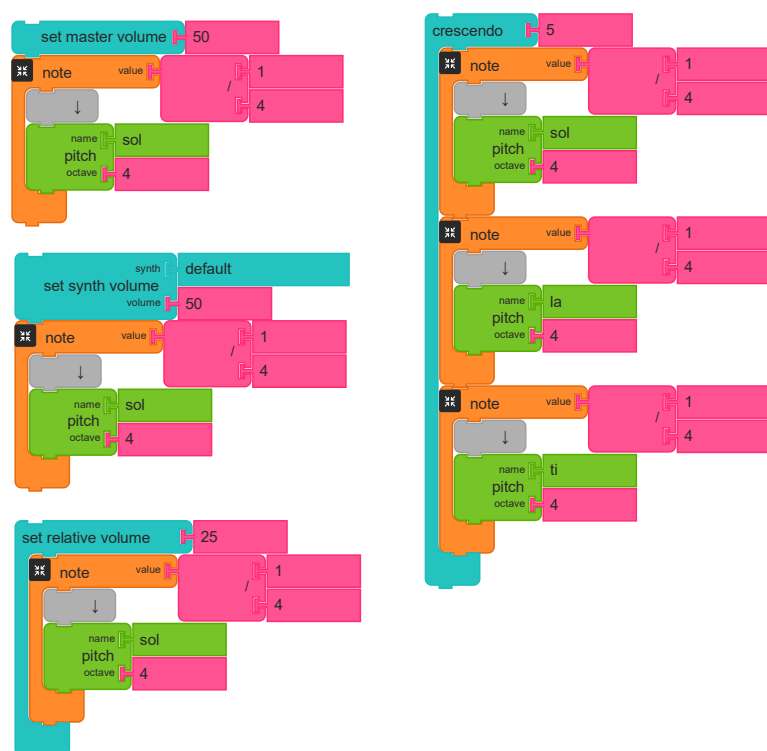 set master volume 50
note value 1
/
↓ 4
name sol
pitch
octave 4
synth default
set synth volume
volume 50
note value 1
/
↓ 4
name sol
pitch
octave 4
set relative volume 25
note value 1
/
↓ 4
name sol
pitch
octave 4
crescendo 5
note value 1
/
↓ 4
name sol
pitch
octave 4
note value 1
/
↓ 4
name la
pitch
octave 4
note value 1
/
↓ 4
name ti
pitch
octave 4